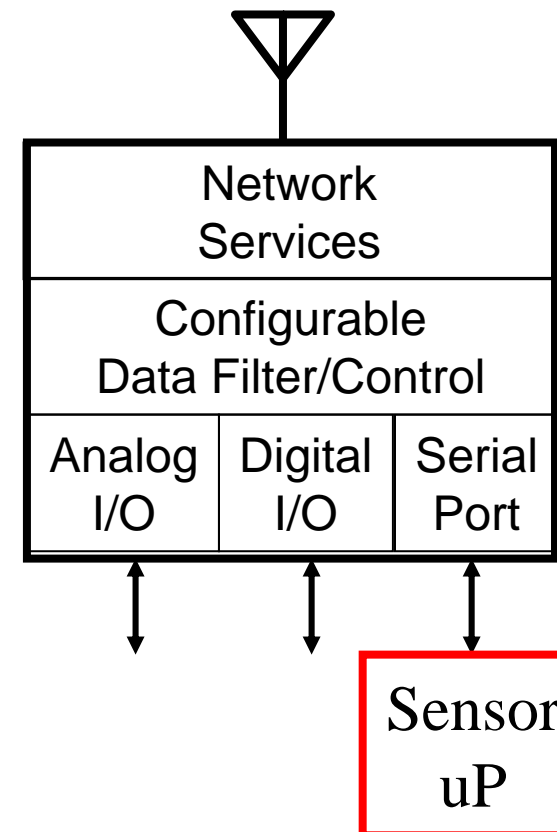 Network
Services
Configurable
Data Filter/Control
Analog
I/O
Digital
I/O
Serial
Port
Sensor
uP